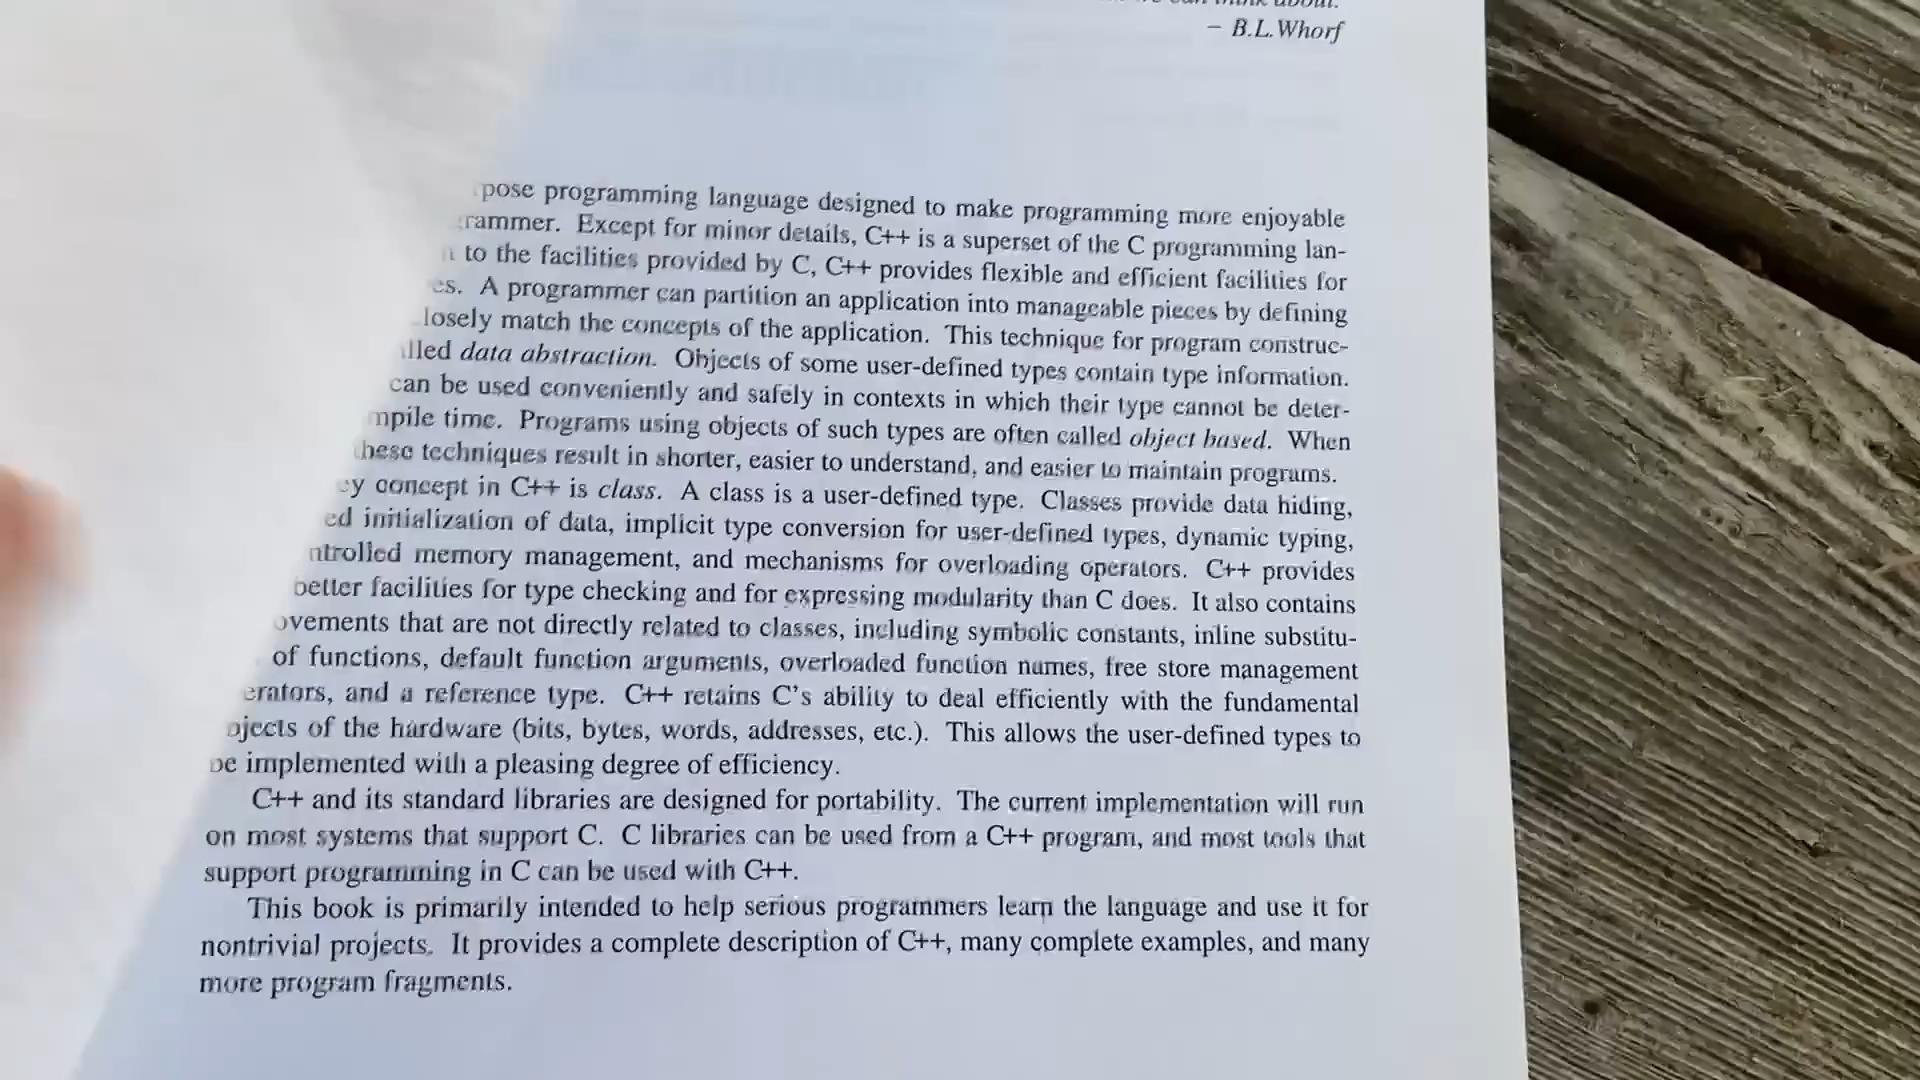 – B.L.Whorf
programming language designed to make programming more enjoyable
Except for minor details, C++ is a superset of the C programming lan-
to the facilities provided by C, C++ provides flexible and efficient facilities for
A programmer can partition an application into manageable pieces by defining
match the concepts of the application. This technique for program construc-
data abstraction. Objects of some user-defined types contain type information.
can be used conveniently and safely in contexts in which their type cannot be deter-
time. Programs using objects of such types are often called object based. When
techniques result in shorter, easier to understand, and easier to maintain programs.
concept in C++ is class. A class is a user-defined type. Classes provide data hiding,
initialization of data, implicit type conversion for user-defined types, dynamic typing,
memory management, and mechanisms for overloading operators. C++ provides
better facilities for type checking and for expressing modularity than C does. It also contains
that are not directly related to classes, including symbolic constants, inline substitu-
of functions, default function arguments, overloaded function names, free store management
and a reference type. C++ retains C's ability to deal efficiently with the fundamental
of the hardware (bits, bytes, words, addresses, etc.). This allows the user-defined types to
be implemented with a pleasing degree of efficiency.
C++ and its standard libraries are designed for portability. The current implementation will run
on most systems that support C. C libraries can be used from a C++ program, and most tools that
support programming in C can be used with C++.
This book is primarily intended to help serious programmers learn the language and use it for
nontrivial projects. It provides a complete description of C++, many complete examples, and many
more program fragments.